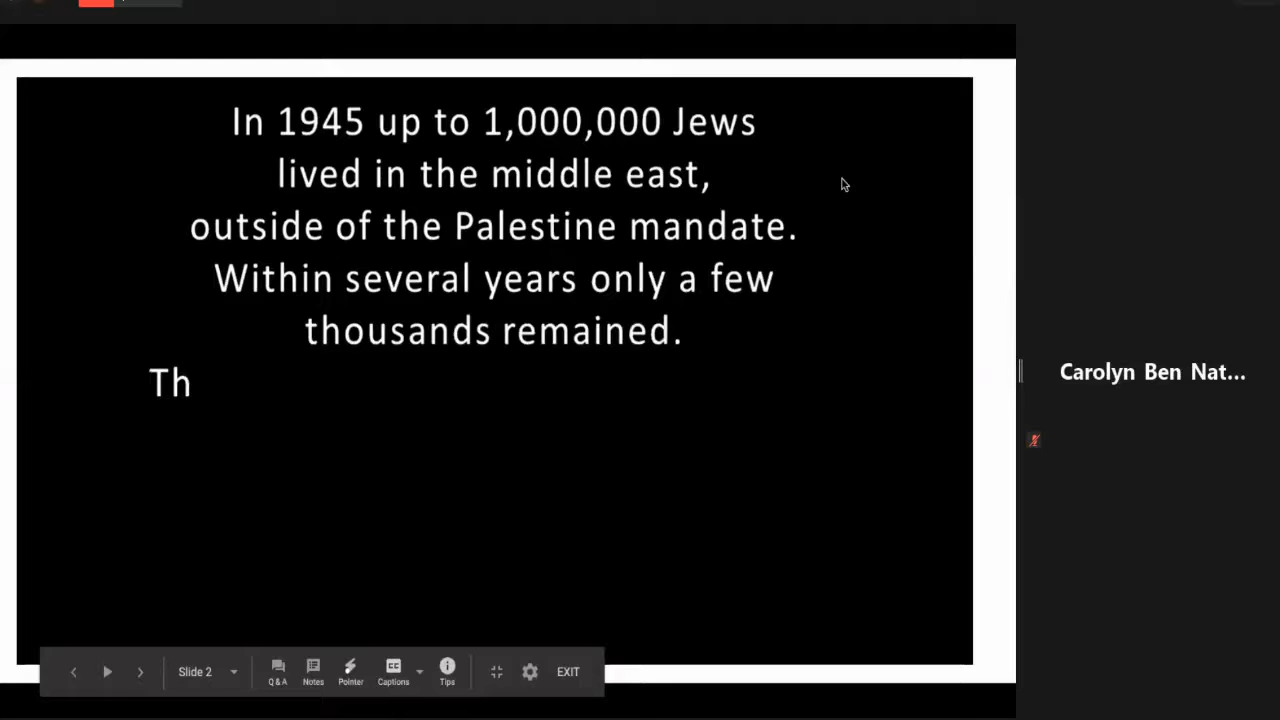 In 1945 up to 1,000,000 Jews
lived in the middle east,
outside of the Palestine mandate.
Within several years only a few
thousands remained.
Th
Carolyn Ben Nat...
Slide 2
Q&A
Notes
Pointer
Captions
Tips
EXIT